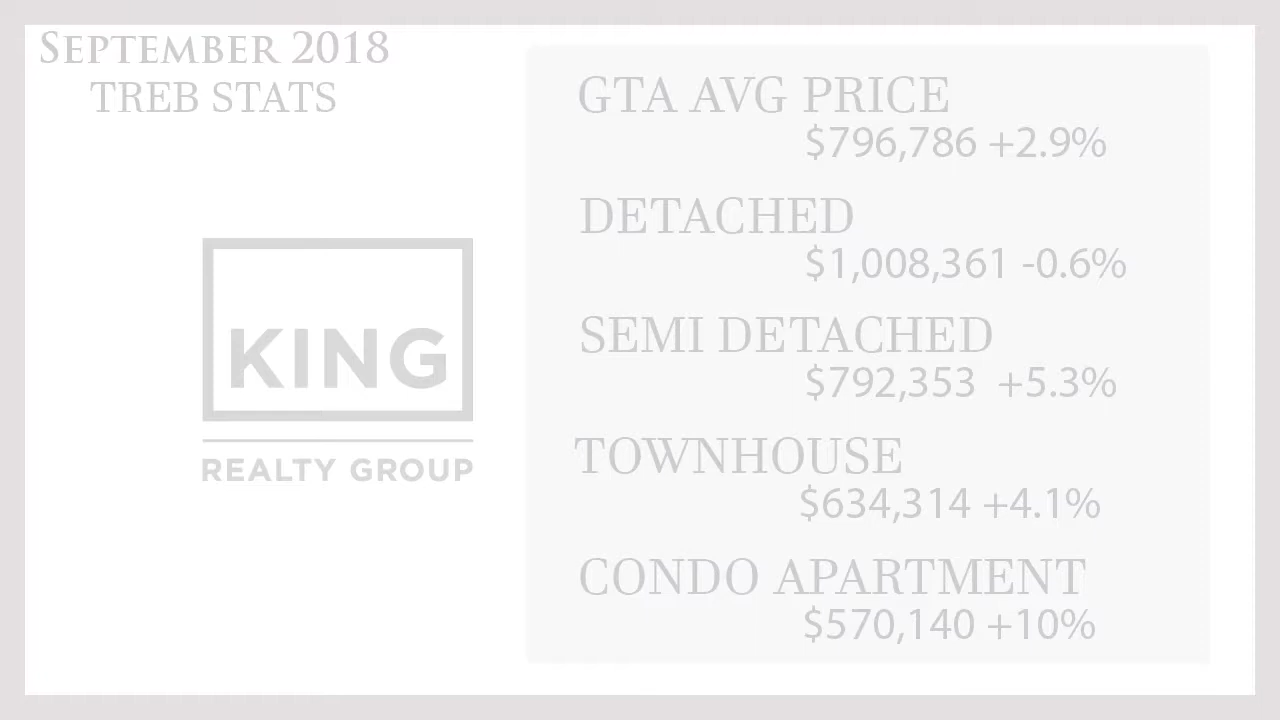 September 2018
TREB STATS
KING
REALTY GROUP
GTA AVG PRICE
$796,786 +2.9%
DETACHED
$1,008,361 -0.6%
SEMI DETACHED
$792,353 +5.3%
TOWNHOUSE
$634,314 +4.1%
CONDO APARTMENT
$570,140 +10%